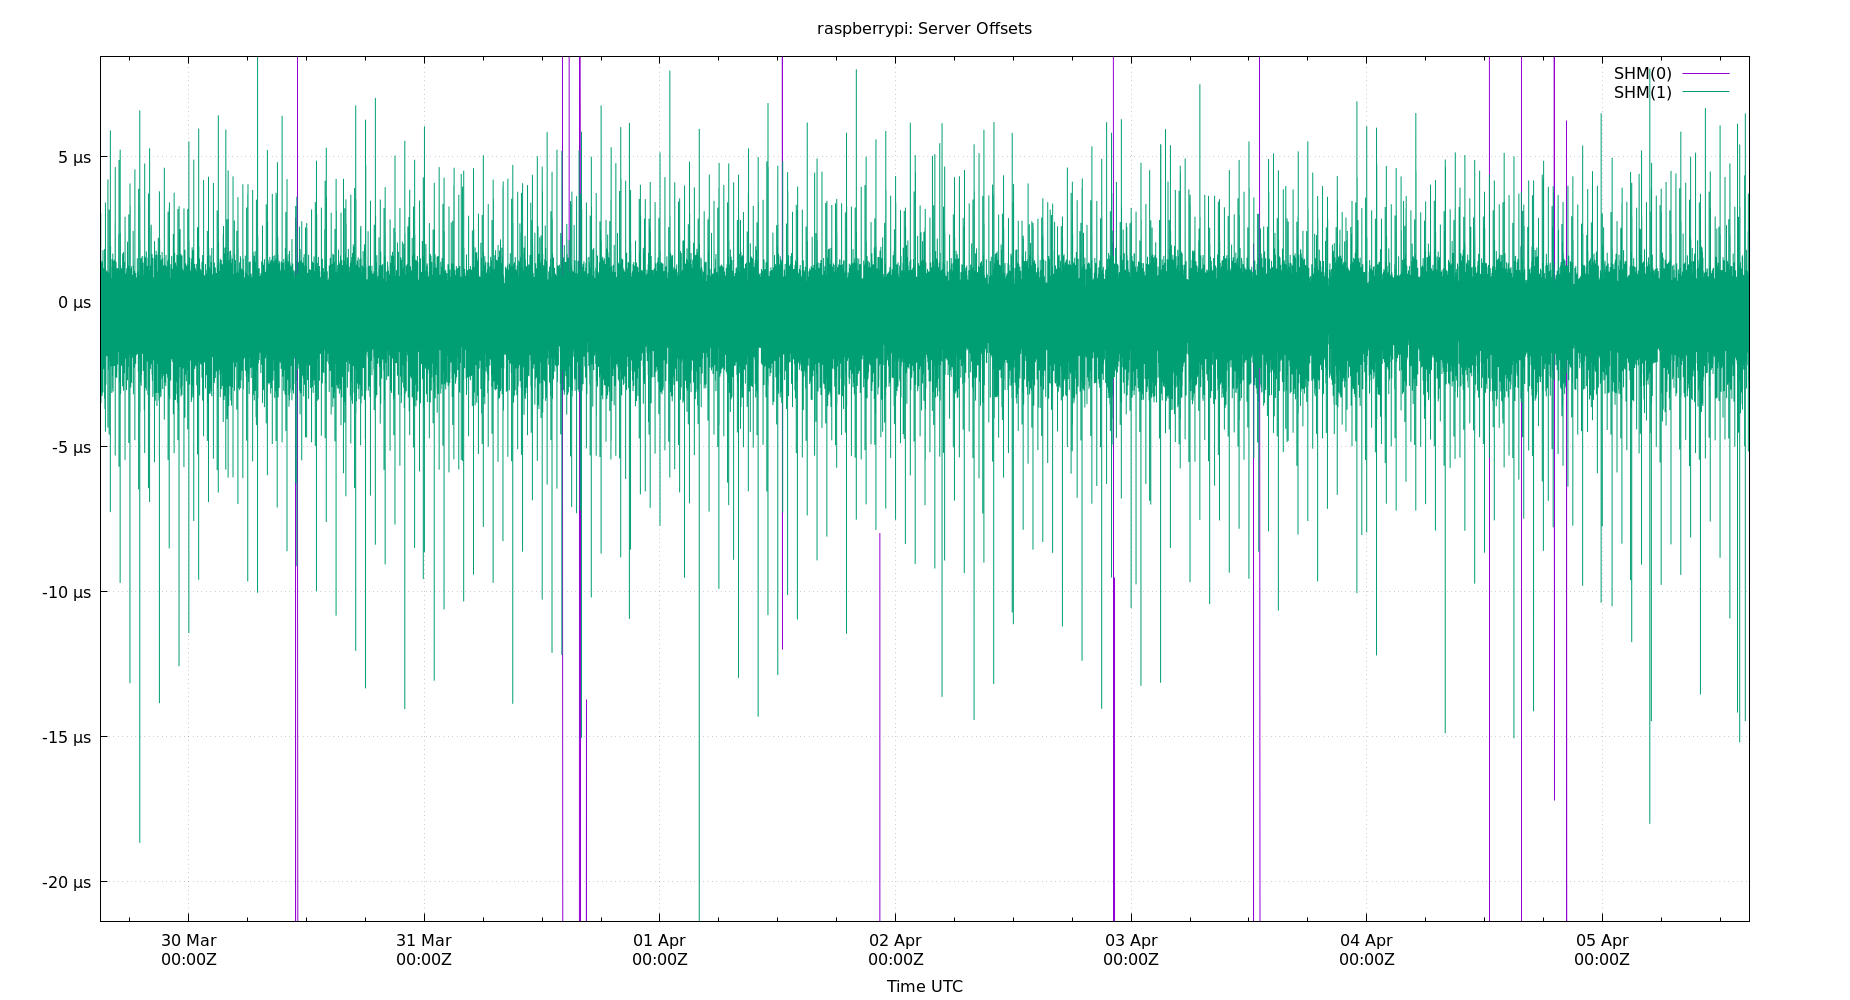 raspberrypi: Server Offsets
SHM(0)
SHM(1)
5 µs
0 µs
-5 µs
-10 µs
-15 µs
-20 µs
30 Mar 31 Mar 01 Apr 02 Apr 03 Apr 04 Apr 05 Apr
00:00Z 00:00Z 00:00Z 00:00Z 00:00Z 00:00Z 00:00Z
Time UTC